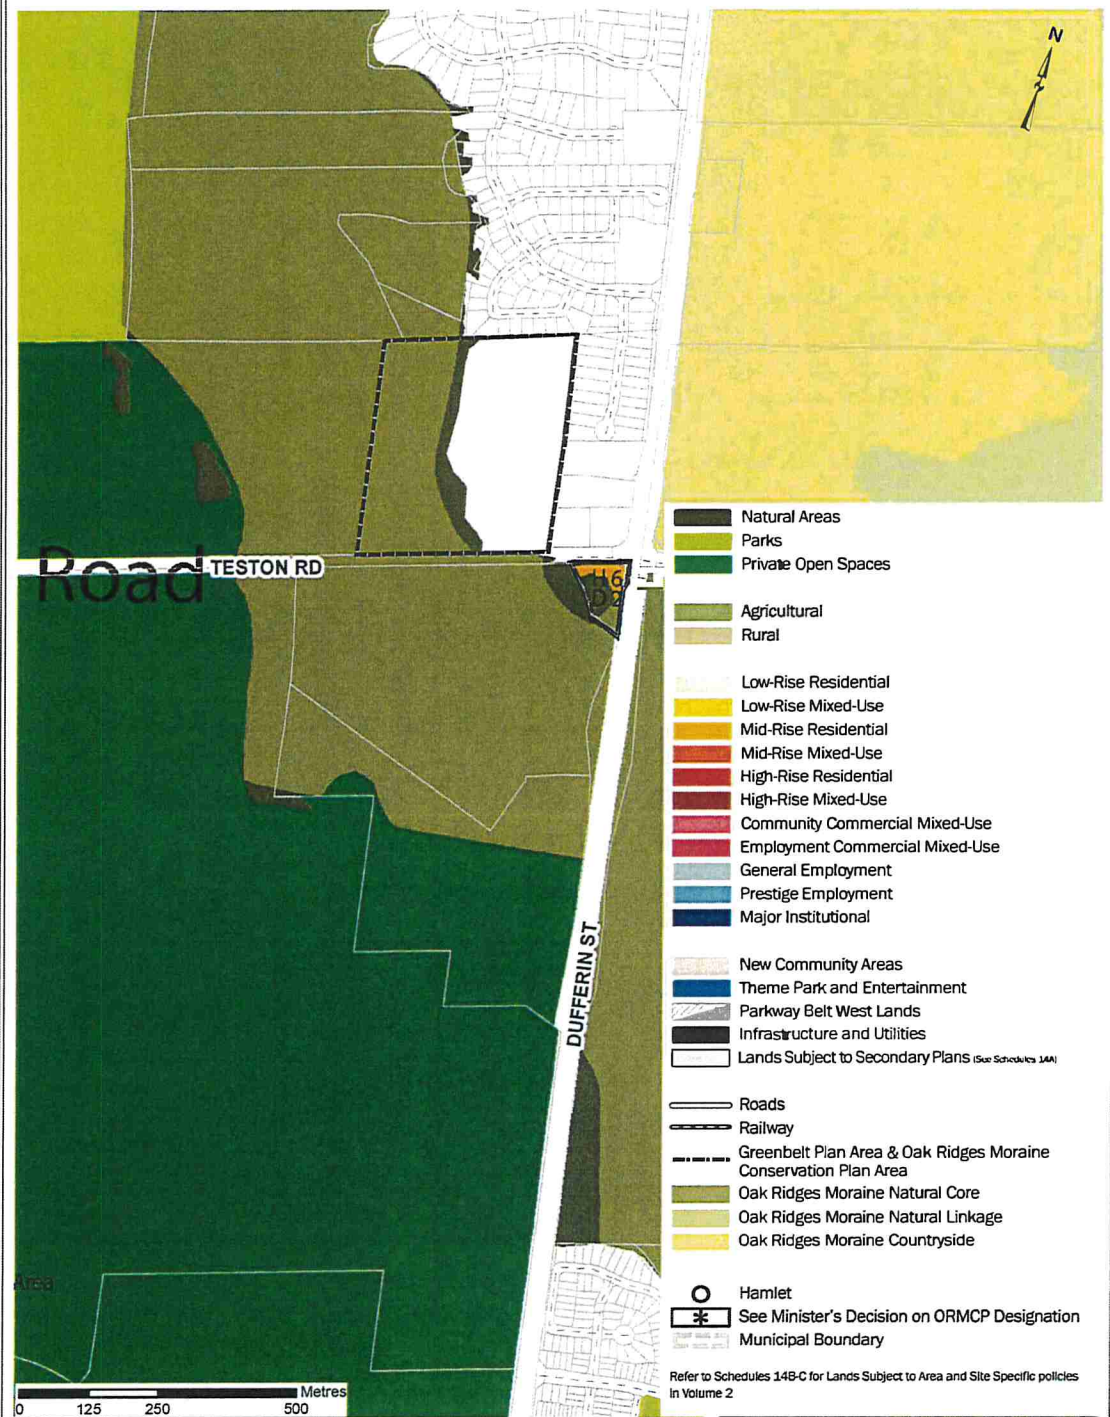 N
Road
TESTON RD
H 6
D 2
DUFFERIN ST.
Area
Natural Areas
Parks
Private Open Spaces
Agricultural
Rural
Low-Rise Residential
Low-Rise Mixed-Use
Mid-Rise Residential
Mid-Rise Mixed-Use
High-Rise Residential
High-Rise Mixed-Use
Community Commercial Mixed-Use
Employment Commercial Mixed-Use
General Employment
Prestige Employment
Major Institutional
New Community Areas
Theme Park and Entertainment
Parkway Belt West Lands
Infrastructure and Utilities
Lands Subject to Secondary Plans (See Schedules 14A)
Roads
Railway
Greenbelt Plan Area & Oak Ridges Moraine
Conservation Plan Area
Oak Ridges Moraine Natural Core
Oak Ridges Moraine Natural Linkage
Oak Ridges Moraine Countryside
Hamlet
See Minister's Decision on ORMCP Designation
Municipal Boundary
Refer to Schedules 14B-C for Lands Subject to Area and Site Specific policies
in Volume 2
Metres
0 125 250 500